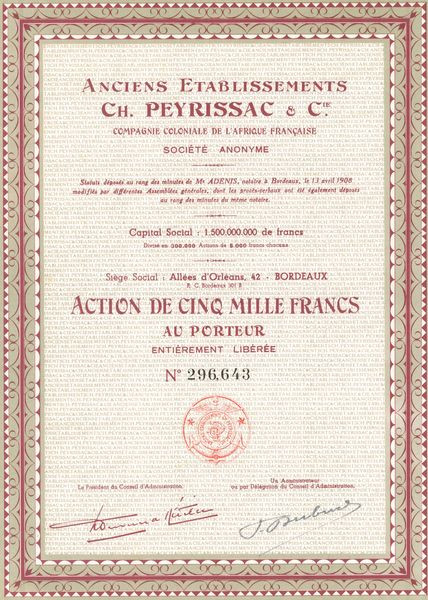 ANCIENS ETABLISSEMENTS
CH. PEYRISSAC & CIE.
COMPAGNIE COLONIALE DE L'AFRIQUE FRANÇAISE
SOCIÉTÉ ANONYME
Statuts déposés au rang des minutes de Me ADENIS, notaire à Bordeaux, le 13 avril 1908
modifiés par différentes Assemblées générales, dont les procès-verbaux ont été également déposés
au rang des minutes du même notaire.
Capital Social : 1.500.000.000 de francs
Divisé en 300.000 Actions de 5.000 francs chacune
Siège Social : Allées d'Orléans, 42 - BORDEAUX
R. C. Bordeaux 301 B
ACTION DE CINQ MILLE FRANCS
AU PORTEUR
ENTIÈREMENT LIBÉRÉE
N° 296,643
Le Président du Conseil d'Administration.
Un Administrateur
ou par Délégation du Conseil d'Administration.